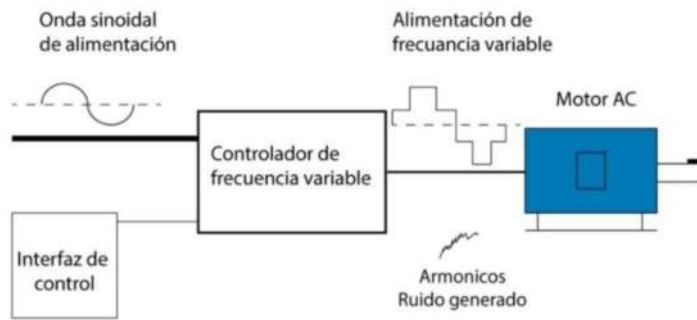 Onda sinoidal
de alimentación
Alimentación de
frecuancia variable
Motor AC
Controlador de
frecuencia variable
Interfaz de
control
Armonicos
Ruido generado